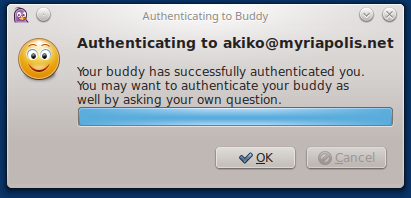 Authenticating to Buddy
Authenticating to akiko@myriapolis.net
Your buddy has successfully authenticated you.
You may want to authenticate your buddy as
well by asking your own question.
OK
Cancel